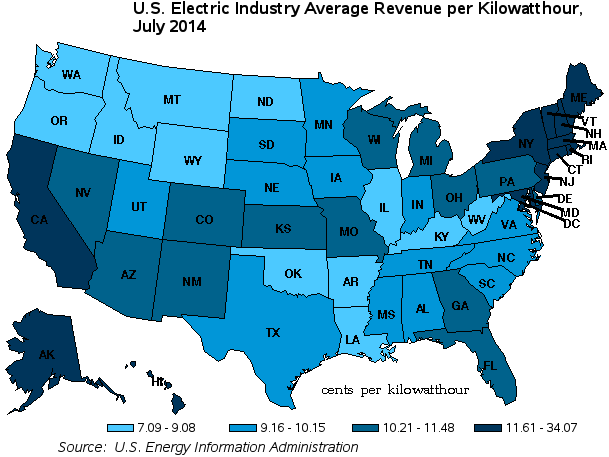 U.S. Electric Industry Average Revenue per Kilowatthour,
July 2014
WA
MT
ND
MN
ME
OR
ID
WY
SD
WI
MI
NY
VT
NH
MA
RI
CT
NJ
NV
UT
NE
IA
IL
IN
OH
PA
DE
MD
DC
CA
CO
KS
MO
KY
WV
VA
AZ
NM
OK
AR
TN
NC
SC
TX
LA
MS
AL
GA
FL
AK
HI
cents per kilowatthour
7.09 - 9.08 9.16 - 10.15 10.21 - 11.48 11.61 - 34.07
Source: U.S. Energy Information Administration